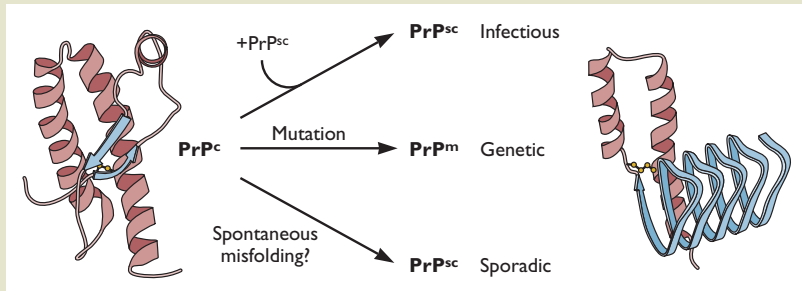 +PrPsc
PrPsc Infectious
Mutation
PrPc
PrPm Genetic
Spontaneous
misfolding?
PrPsc Sporadic